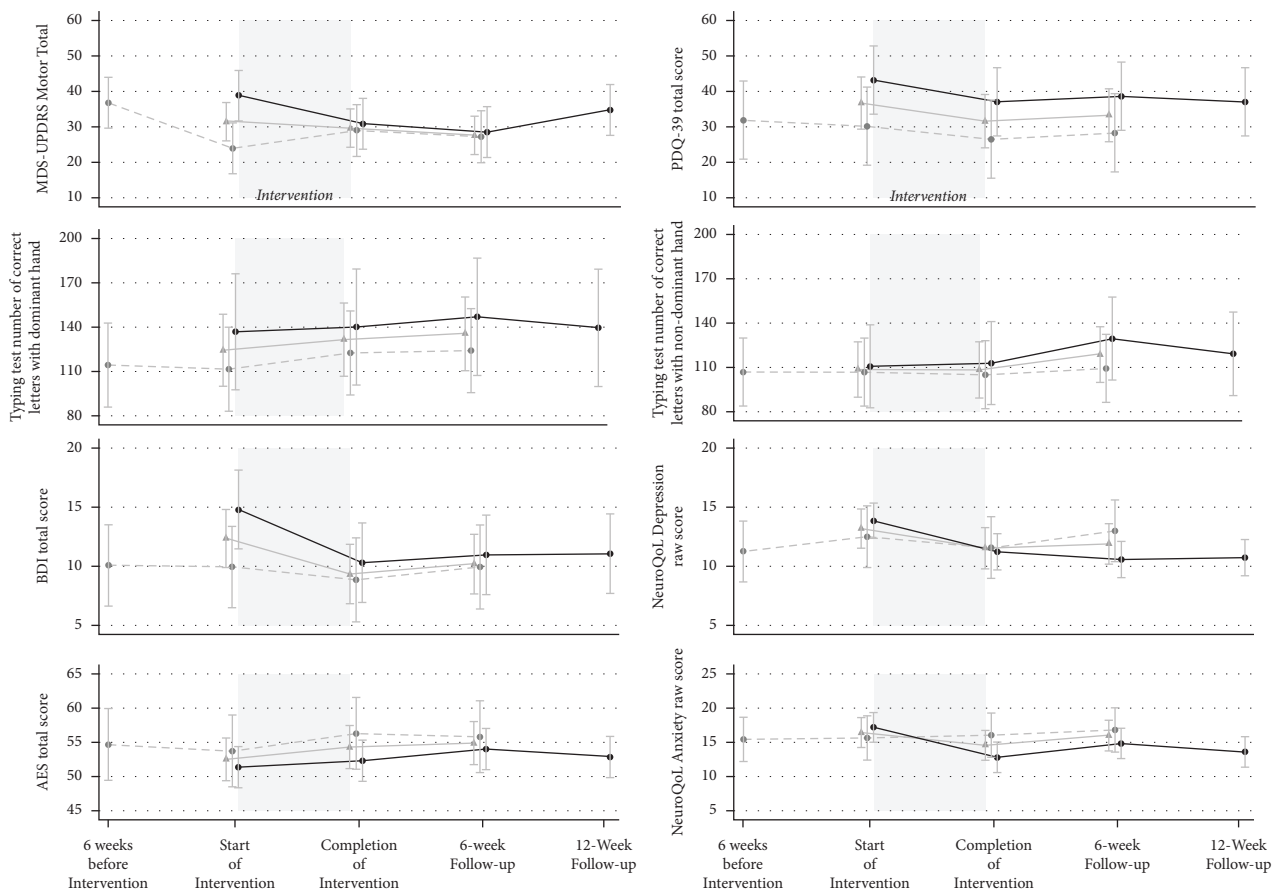 MDS-UPDRS Motor Total
60
50
40
30
20
10
Intervention
PDQ-39 total score
60
50
40
30
20
10
Intervention
Typing test number of correct
letters with dominant hand
200
170
140
110
80
Typing test number of correct
letters with non-dominant hand
200
170
140
110
80
BDI total score
20
15
10
5
NeuroQoL Depression
raw score
20
15
10
5
AES total score
65
60
55
50
45
NeuroQoL Anxiety raw score
25
20
15
10
5
6 weeks
before
Intervention
Start
of
Intervention
Completion
of
Intervention
6-week
Follow-up
12-Week
Follow-up
6 weeks
before
Intervention
Start
of
Intervention
Completion
of
Intervention
6-week
Follow-up
12-Week
Follow-up